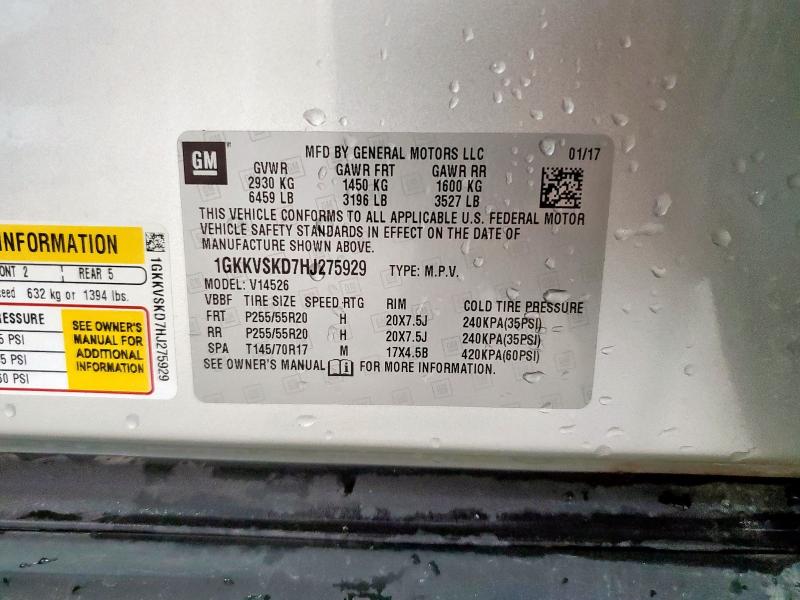 GM
MFD BY GENERAL MOTORS LLC 01/17
GVWR GAWR FRT GAWR RR
2930 KG 1450 KG 1600 KG
6459 LB 3196 LB 3527 LB
THIS VEHICLE CONFORMS TO ALL APPLICABLE U.S. FEDERAL MOTOR
VEHICLE SAFETY STANDARDS IN EFFECT ON THE DATE OF
MANUFACTURE SHOWN ABOVE.
1GKKVSKD7HJ275929 TYPE: M.P.V.
MODEL: V14526
VBBF TIRE SIZE SPEED RTG RIM COLD TIRE PRESSURE
FRT P255/55R20 H 20X7.5J 240KPA(35PSI)
RR P255/55R20 H 20X7.5J 240KPA(35PSI)
SPA T145/70R17 M 17X4.5B 420KPA(60PSI)
SEE OWNER'S MANUAL i FOR MORE INFORMATION.
INFORMATION
ONT 2 REAR 5
ceed 632 kg or 1394 lbs.
RESSURE
5 PSI
5 PSI
60 PSI
SEE OWNER'S
MANUAL FOR
ADDITIONAL
INFORMATION
1GKKVSKD7HJ275929